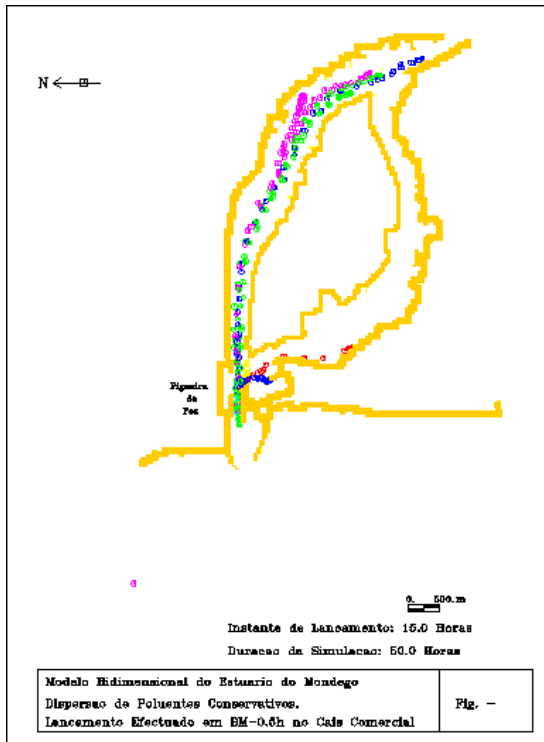 N
Figueira
da
Foz
0. 500.m
Instante de Lancamento: 15.0 Horas
Duracao da Simulacao: 50.0 Horas
Modelo Bidimensional do Estuario do Mondego
Dispersao de Poluentes Conservativos.
Lancamento Efectuado em BM-0.5h no Cais Comercial
Fig. -